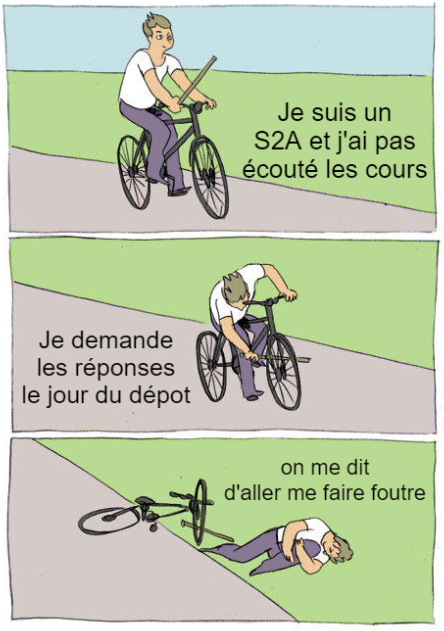 Je suis un
S2A et j'ai pas
écouté les cours
Je demande
les réponses
le jour du dépot
on me dit
d'aller me faire foutre